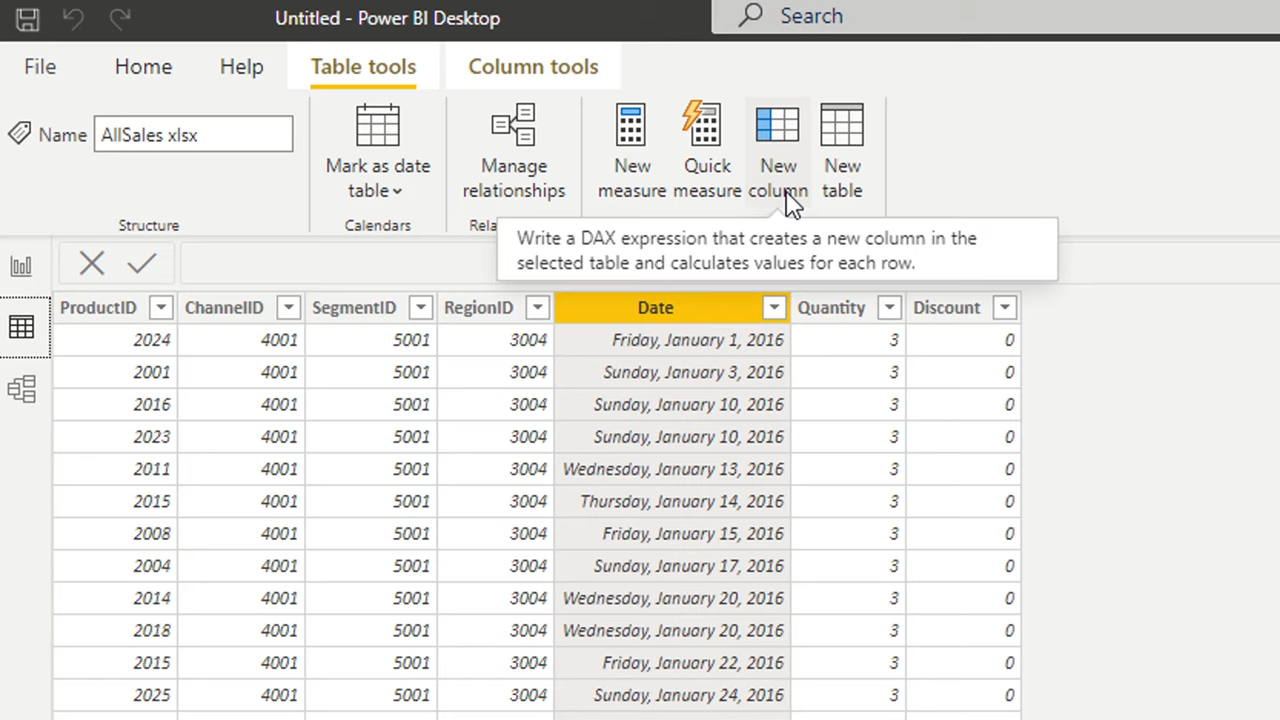 Untitled - Power BI Desktop
Search
File Home Help Table tools Column tools
Name AllSales xlsx
Mark as date table
Manage relationships
New measure
Quick measure
New column
New table
Structure
Calendars
Write a DAX expression that creates a new column in the
selected table and calculates values for each row.
ProductID ChannelID SegmentID RegionID Date Quantity Discount
2024 4001 5001 3004 Friday, January 1, 2016 3 0
2001 4001 5001 3004 Sunday, January 3, 2016 3 0
2016 4001 5001 3004 Sunday, January 10, 2016 3 0
2023 4001 5001 3004 Sunday, January 10, 2016 3 0
2011 4001 5001 3004 Wednesday, January 13, 2016 3 0
2015 4001 5001 3004 Thursday, January 14, 2016 3 0
2008 4001 5001 3004 Friday, January 15, 2016 3 0
2004 4001 5001 3004 Sunday, January 17, 2016 3 0
2014 4001 5001 3004 Wednesday, January 20, 2016 3 0
2018 4001 5001 3004 Wednesday, January 20, 2016 3 0
2015 4001 5001 3004 Friday, January 22, 2016 3 0
2025 4001 5001 3004 Sunday, January 24, 2016 3 0